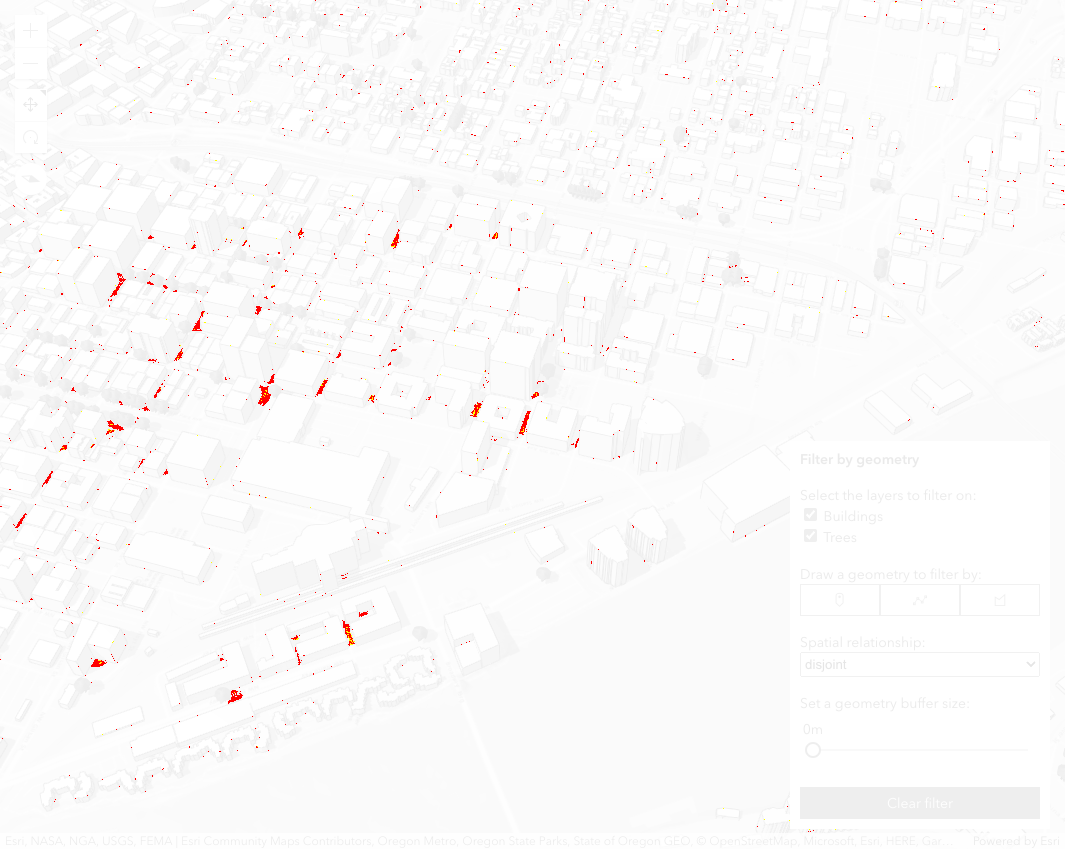 Filter by geometry
Select the layers to filter on:
Buildings
Trees
Draw a geometry to filter by:
Spatial relationship:
disjoint
Set a geometry buffer size:
0m
Clear filter
Esri, NASA, NGA, USGS, FEMA | Esri Community Maps Contributors, Oregon Metro, Oregon State Parks, State of Oregon GEO, © OpenStreetMap, Microsoft, Esri, HERE, Gar... Powered by Esri